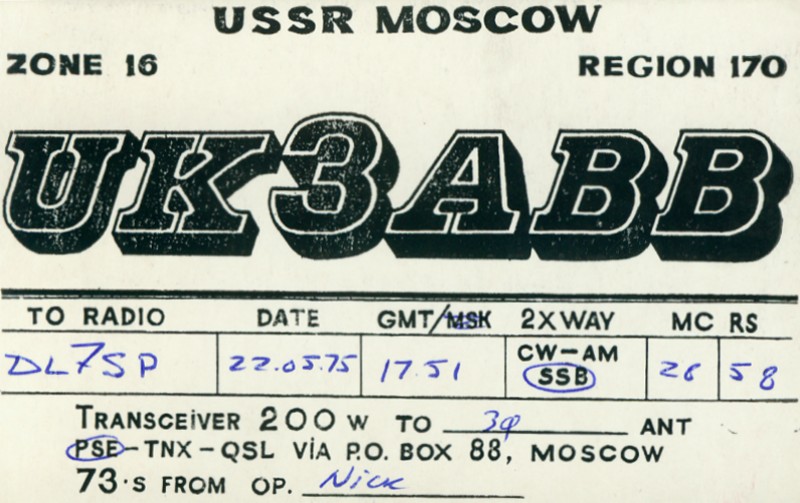 USSR MOSCOW
ZONE 16 REGION 170
UK3ABB
TO RADIO DATE GMT/MSK 2XWAY MC RS
DL7SP 22.05.75 17.51 CW-AM SSB 28 58
TRANSCEIVER 200 W TO ANT
PSE-TNX-QSL VIA P.O. BOX 88, MOSCOW
73'S FROM OP. Nick